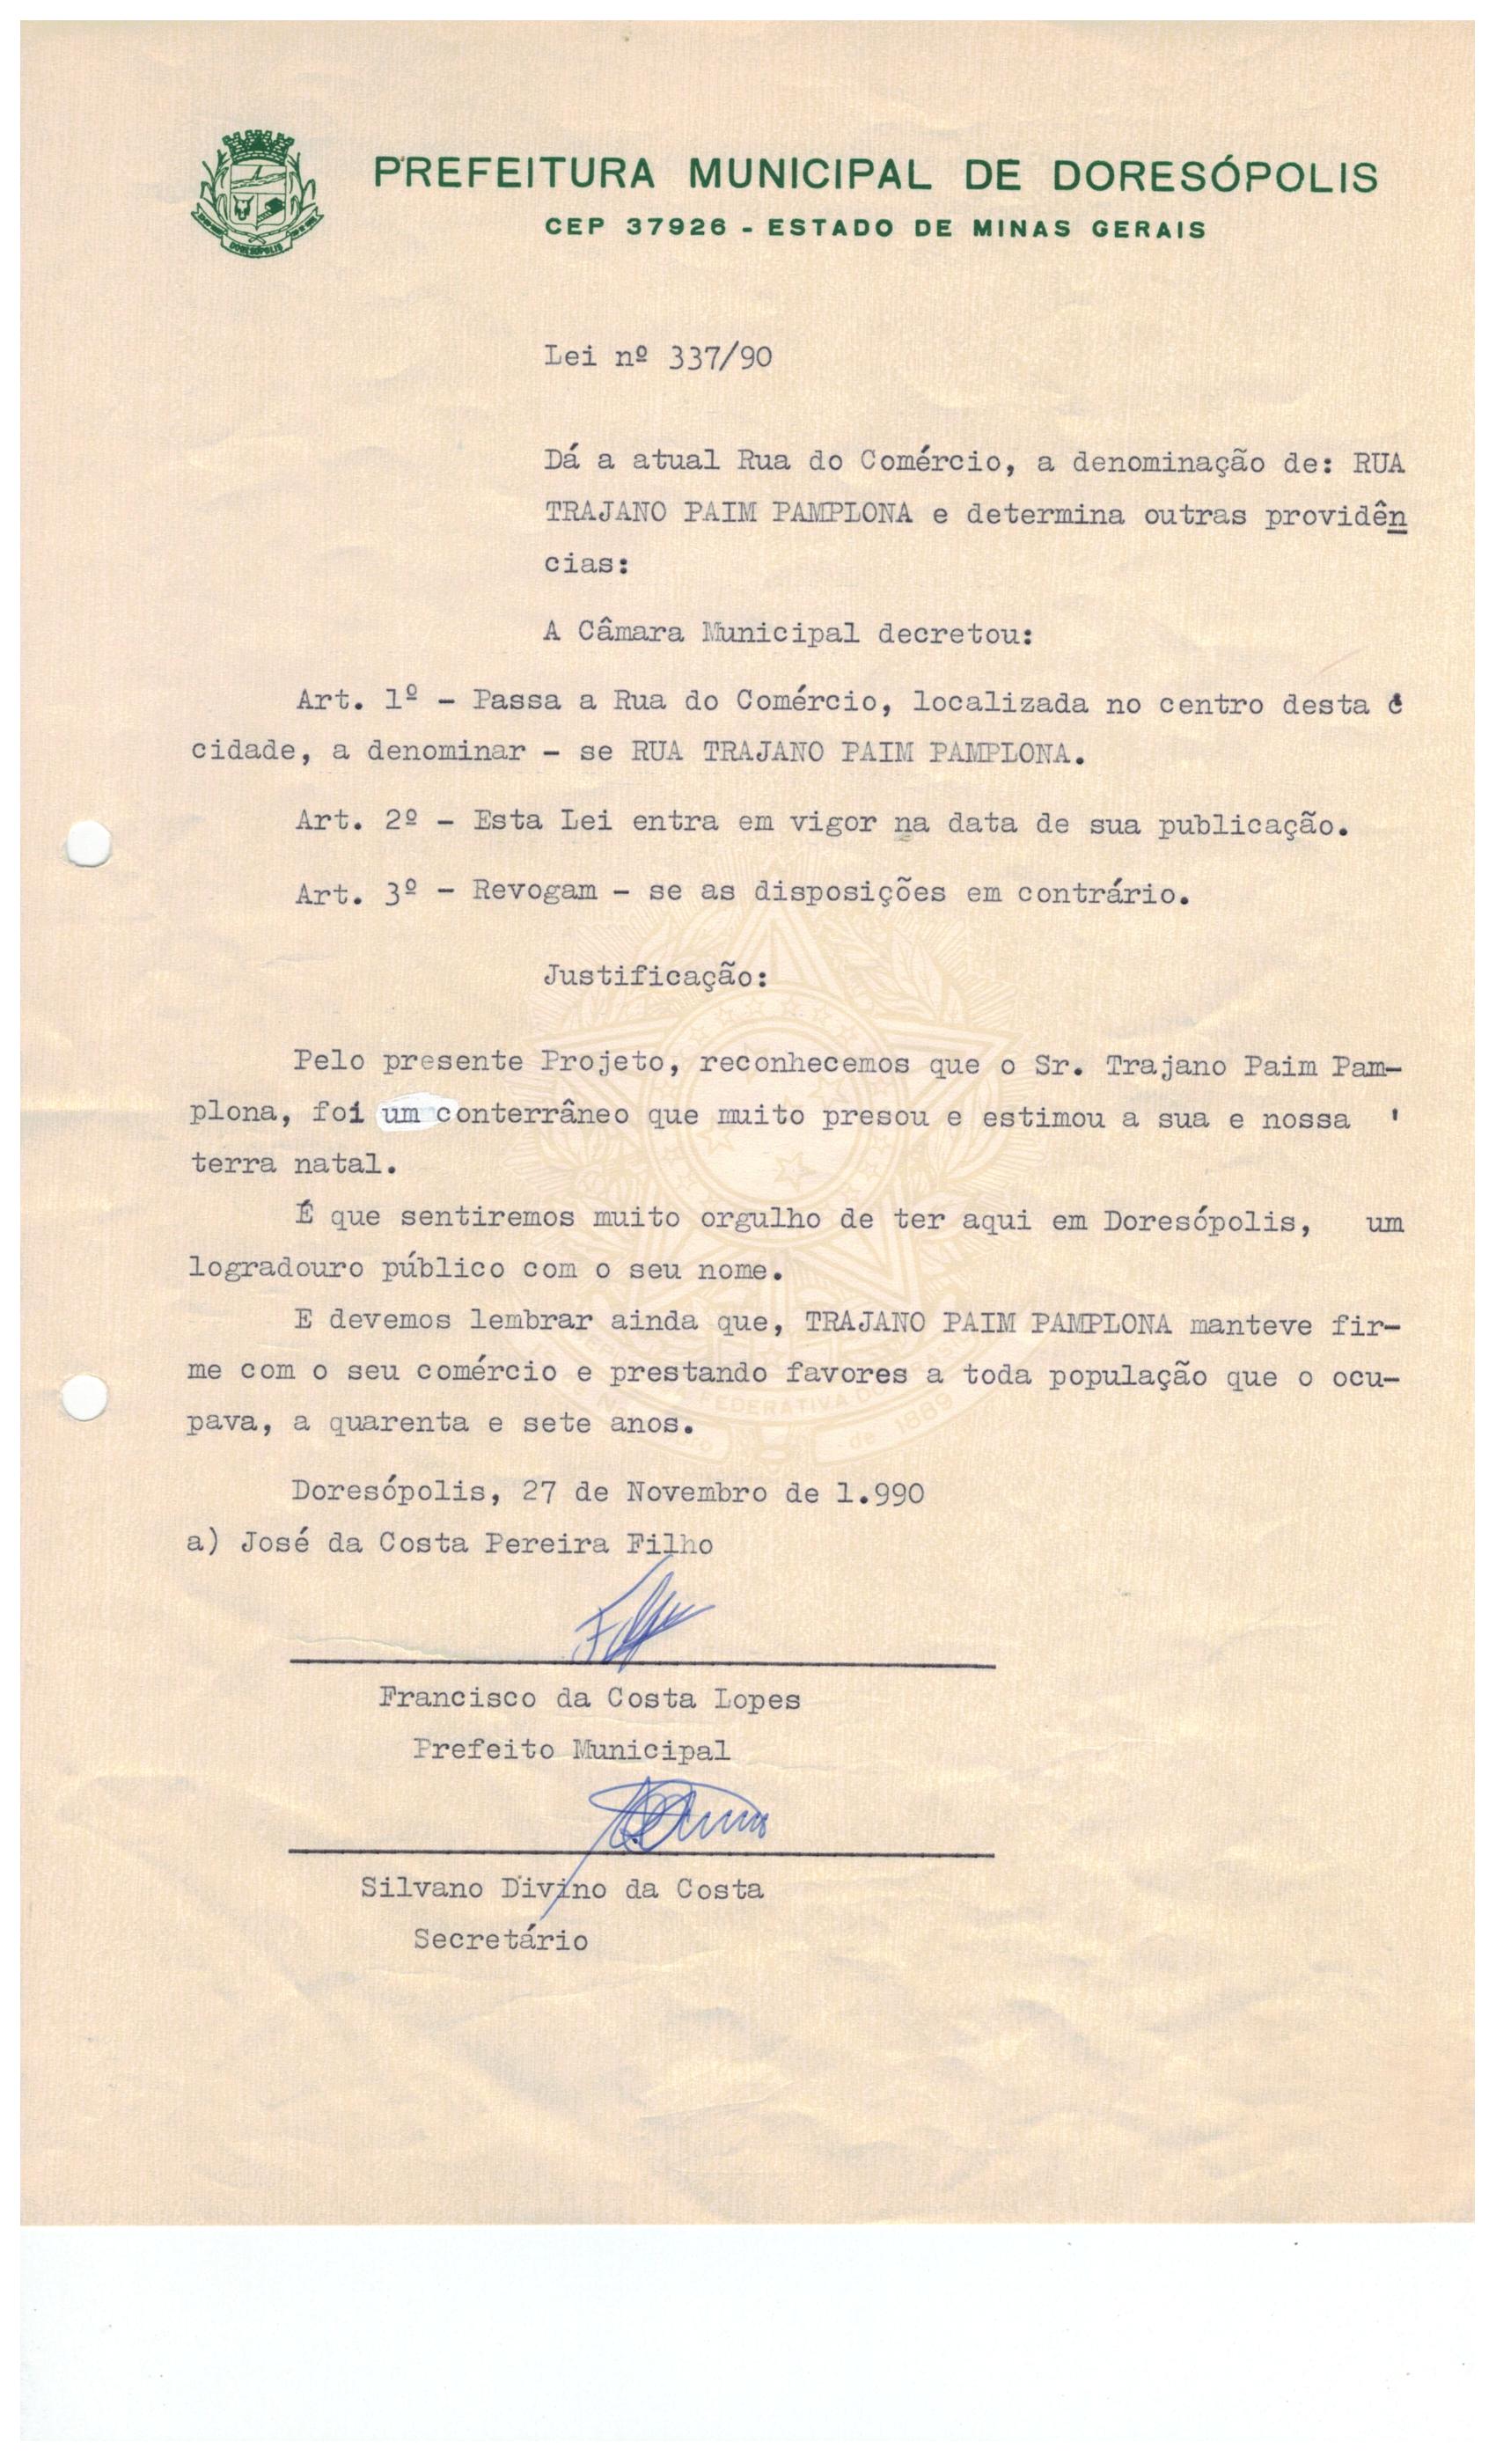 PREFEITURA MUNICIPAL DE DORESÓPOLIS
CEP 37926 - ESTADO DE MINAS GERAIS
DORESÓPOLIS
Lei nº 337/90
Dá a atual Rua do Comércio, a denominação de: RUA
TRAJANO PAIM PAMPLONA e determina outras providên
cias:
A Câmara Municipal decretou:
Art. 1º - Passa a Rua do Comércio, localizada no centro desta c
cidade, a denominar - se RUA TRAJANO PAIM PAMPLONA.
Art. 2º - Esta Lei entra em vigor na data de sua publicação.
Art. 3º - Revogam - se as disposições em contrário.
Justificação:
Pelo presente Projeto, reconhecemos que o Sr. Trajano Paim Pam-
plona, foi um conterrâneo que muito presou e estimou a sua e nossa '
terra natal.
É que sentiremos muito orgulho de ter aqui em Doresópolis, um
logradouro público com o seu nome.
E devemos lembrar ainda que, TRAJANO PAIM PAMPLONA manteve fir-
me com o seu comércio e prestando favores a toda população que o ocu-
pava, a quarenta e sete anos.
FEDERATIVA
de 1889
Doresópolis, 27 de Novembro de 1.990
a) José da Costa Pereira Filho
Francisco da Costa Lopes
Prefeito Municipal
Silvano Divino da Costa
Secretário